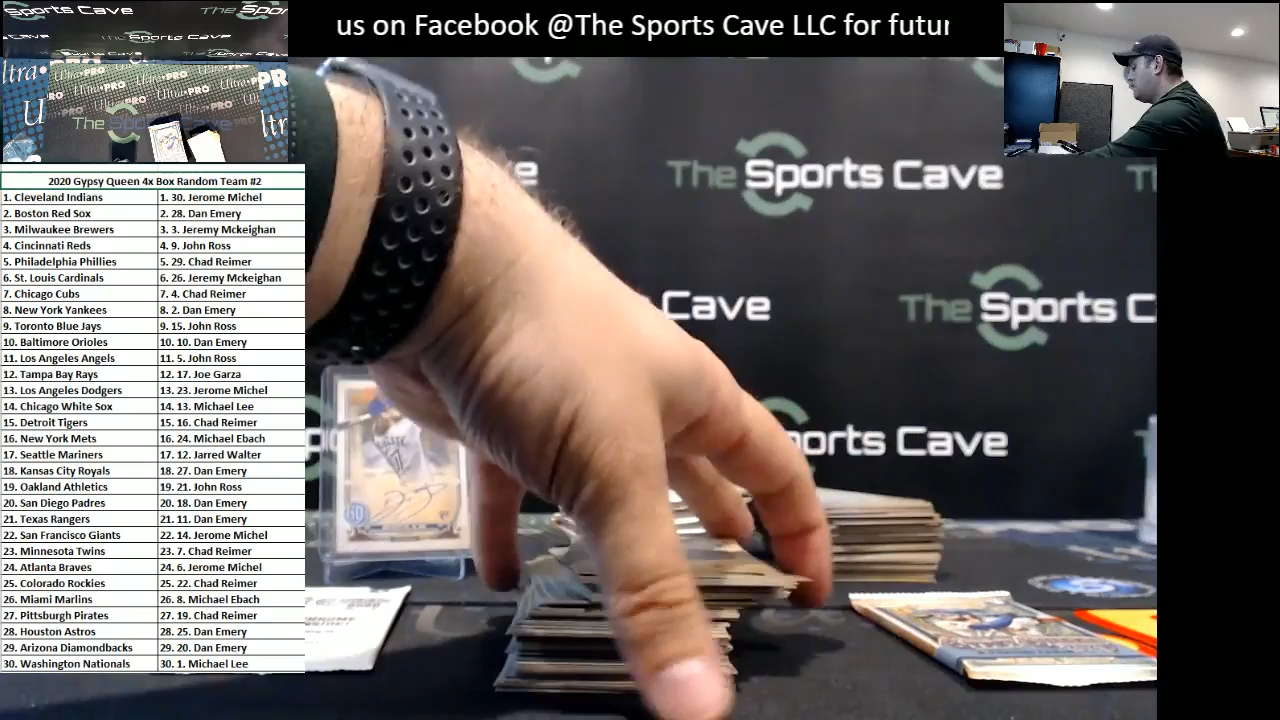 us on Facebook @The Sports Cave LLC for futur
Sports Cave
The Sp
ltra
PRO
The Sports Cave
2020 Gypsy Queen 4x Box Random Team #2
1. Cleveland Indians 1. 30. Jerome Michel
2. Boston Red Sox 2. 28. Dan Emery
3. Milwaukee Brewers 3. 3. Jeremy Mckeighan
4. Cincinnati Reds 4. 9. John Ross
5. Philadelphia Phillies 5. 29. Chad Reimer
6. St. Louis Cardinals 6. 26. Jeremy Mckeighan
7. Chicago Cubs 7. 4. Chad Reimer
8. New York Yankees 8. 2. Dan Emery
9. Toronto Blue Jays 9. 15. John Ross
10. Baltimore Orioles 10. 10. Dan Emery
11. Los Angeles Angels 11. 5. John Ross
12. Tampa Bay Rays 12. 17. Joe Garza
13. Los Angeles Dodgers 13. 23. Jerome Michel
14. Chicago White Sox 14. 13. Michael Lee
15. Detroit Tigers 15. 16. Chad Reimer
16. New York Mets 16. 24. Michael Ebach
17. Seattle Mariners 17. 12. Jarred Walter
18. Kansas City Royals 18. 27. Dan Emery
19. Oakland Athletics 19. 21. John Ross
20. San Diego Padres 20. 18. Dan Emery
21. Texas Rangers 21. 11. Dan Emery
22. San Francisco Giants 22. 14. Jerome Michel
23. Minnesota Twins 23. 7. Chad Reimer
24. Atlanta Braves 24. 6. Jerome Michel
25. Colorado Rockies 25. 22. Chad Reimer
26. Miami Marlins 26. 8. Michael Ebach
27. Pittsburgh Pirates 27. 19. Chad Reimer
28. Houston Astros 28. 25. Dan Emery
29. Arizona Diamondbacks 29. 20. Dan Emery
30. Washington Nationals 30. 1. Michael Lee
The Sports Cave
Cave
The Sports C
ports Cave
GQ